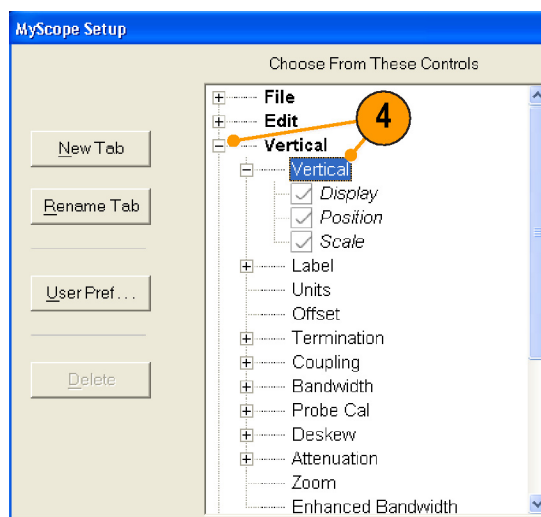 MyScope Setup
Choose From These Controls
File
Edit
4
Vertical
Vertical
Display
Position
Scale
Label
Units
Offset
Termination
Coupling
Bandwidth
Probe Cal
Deskew
Attenuation
Zoom
Enhanced Bandwidth
New Tab
Rename Tab
User Pref...
Delete